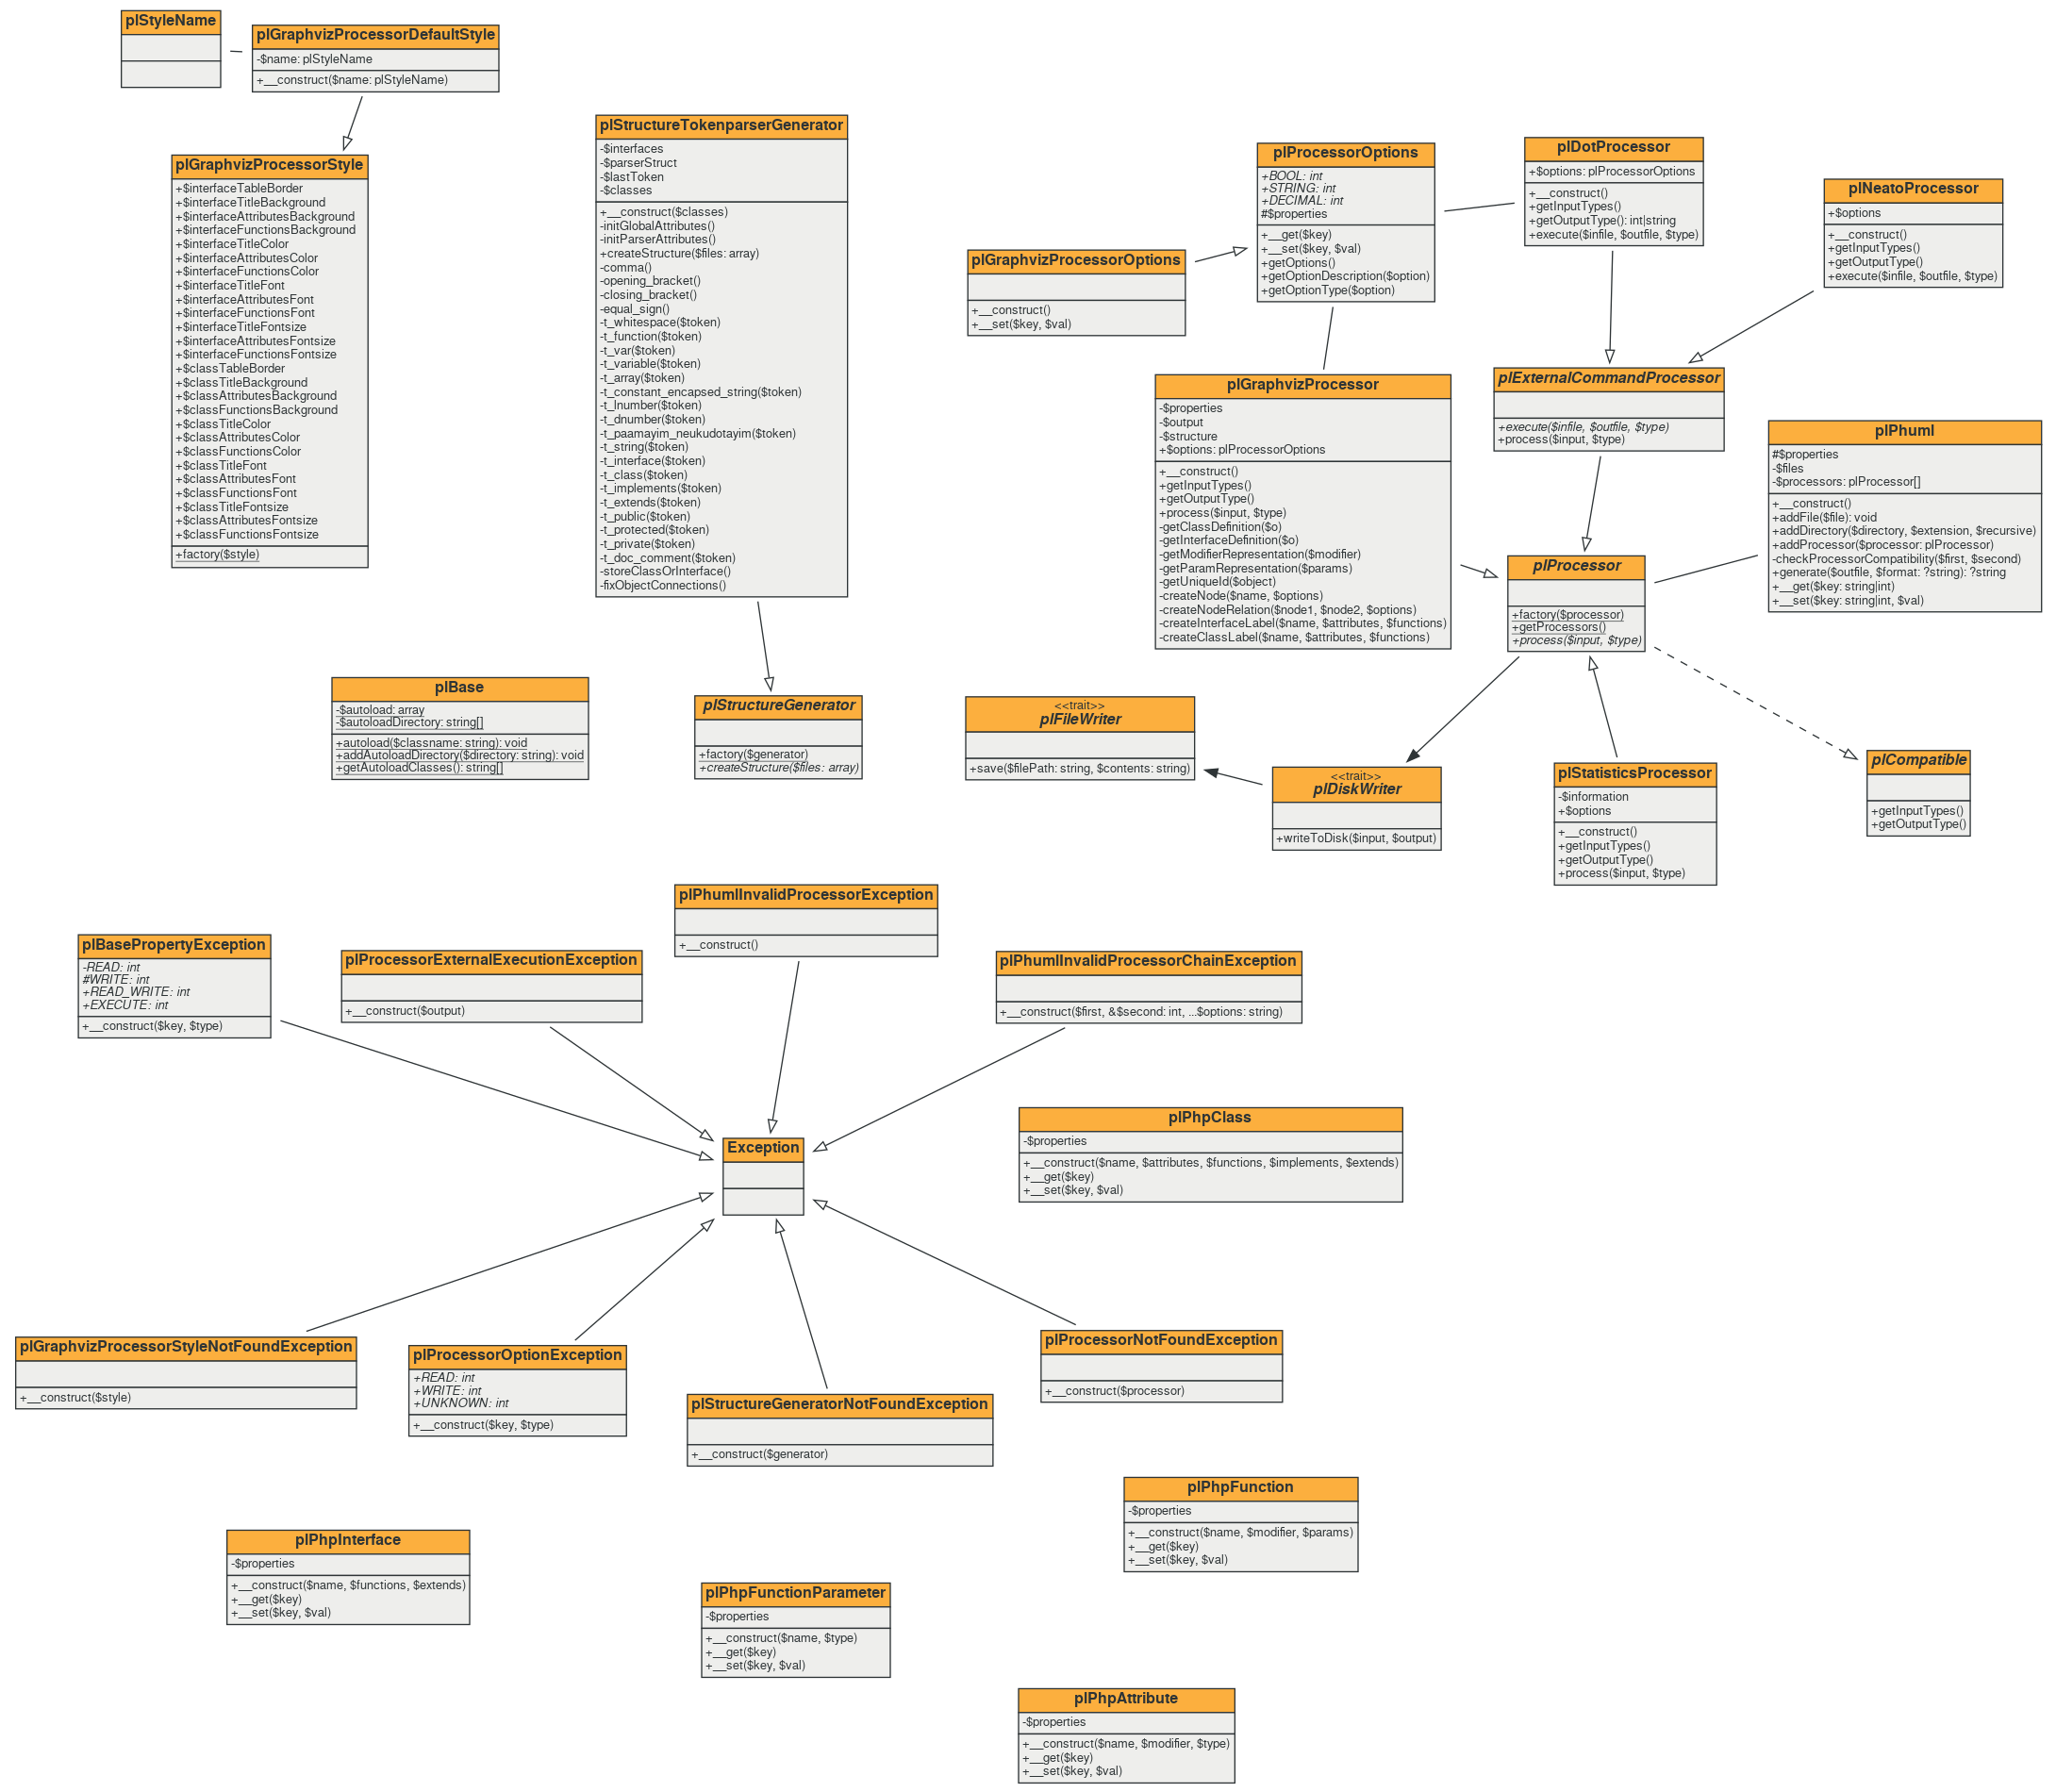 plStyleName
plGraphvizProcessorDefaultStyle
-$name: plStyleName
+__construct($name: plStyleName)
plGraphvizProcessorStyle
+$interfaceTableBorder
+$interfaceTitleBackground
+$interfaceAttributesBackground
+$interfaceFunctionsBackground
+$interfaceTitleColor
+$interfaceAttributesColor
+$interfaceFunctionsColor
+$interfaceTitleFont
+$interfaceAttributesFont
+$interfaceFunctionsFont
+$interfaceTitleFontsize
+$interfaceAttributesFontsize
+$interfaceFunctionsFontsize
+$classTableBorder
+$classTitleBackground
+$classAttributesBackground
+$classFunctionsBackground
+$classTitleColor
+$classAttributesColor
+$classFunctionsColor
+$classTitleFont
+$classAttributesFont
+$classFunctionsFont
+$classTitleFontsize
+$classAttributesFontsize
+$classFunctionsFontsize
+factory($style)
plStructureTokenparserGenerator
-$interfaces
-$parserStruct
-$lastToken
-$classes
+__construct($classes)
-initGlobalAttributes()
-initParserAttributes()
+createStructure($files: array)
-comma()
-opening_bracket()
-closing_bracket()
-equal_sign()
-t_whitespace($token)
-t_function($token)
-t_var($token)
-t_variable($token)
-t_array($token)
-t_constant_encapsed_string($token)
-t_lnumber($token)
-t_dnumber($token)
-t_paamayim_neukudotayim($token)
-t_string($token)
-t_interface($token)
-t_class($token)
-t_implements($token)
-t_extends($token)
-t_public($token)
-t_protected($token)
-t_private($token)
-t_doc_comment($token)
-storeClassOrInterface()
-fixObjectConnections()
plProcessorOptions
+BOOL: int
+STRING: int
+DECIMAL: int
#$properties
+__get($key)
+__set($key, $val)
+getOptions()
+getOptionDescription($option)
+getOptionType($option)
plDotProcessor
+$options: plProcessorOptions
+__construct()
+getInputTypes()
+getOutputType(): int|string
+execute($infile, $outfile, $type)
plNeatoProcessor
+$options
+__construct()
+getInputTypes()
+getOutputType()
+execute($infile, $outfile, $type)
plGraphvizProcessorOptions
+__construct()
+__set($key, $val)
plGraphvizProcessor
-$properties
-$output
-$structure
+$options: plProcessorOptions
+__construct()
+getInputTypes()
+getOutputType()
+process($input, $type)
-getClassDefinition($o)
-getInterfaceDefinition($o)
-getModifierRepresentation($modifier)
-getParamRepresentation($params)
-getUniqueId($object)
-createNode($name, $options)
-createNodeRelation($node1, $node2, $options)
-createInterfaceLabel($name, $attributes, $functions)
-createClassLabel($name, $attributes, $functions)
plExternalCommandProcessor
+execute($infile, $outfile, $type)
+process($input, $type)
plPhuml
#$properties
-$files
-$processors: plProcessor[]
+__construct()
+addFile($file): void
+addDirectory($directory, $extension, $recursive)
+addProcessor($processor: plProcessor)
-checkProcessorCompatibility($first, $second)
+generate($outfile, $format: ?string): ?string
+__get($key: string|int)
+__set($key: string|int, $val)
plProcessor
+factory($processor)
+getProcessors()
+process($input, $type)
plBase
-$autoload: array
-$autoloadDirectory: string[]
+autoload($classname: string): void
+addAutoloadDirectory($directory: string): void
+getAutoloadClasses(): string[]
plStructureGenerator
+factory($generator)
+createStructure($files: array)
<<trait>>
plFileWriter
+save($filePath: string, $contents: string)
<<trait>>
plDiskWriter
+writeToDisk($input, $output)
plStatisticsProcessor
-$information
+$options
+__construct()
+getInputTypes()
+getOutputType()
+process($input, $type)
plCompatible
+getInputTypes()
+getOutputType()
plPhumlInvalidProcessorException
+__construct()
plBasePropertyException
-READ: int
#WRITE: int
+READ_WRITE: int
+EXECUTE: int
+__construct($key, $type)
plProcessorExternalExecutionException
+__construct($output)
plPhumlInvalidProcessorChainException
+__construct($first, &$second: int, ...$options: string)
Exception
plPhpClass
-$properties
+__construct($name, $attributes, $functions, $implements, $extends)
+__get($key)
+__set($key, $val)
plGraphvizProcessorStyleNotFoundException
+__construct($style)
plProcessorOptionException
+READ: int
+WRITE: int
+UNKNOWN: int
+__construct($key, $type)
plStructureGeneratorNotFoundException
+__construct($generator)
plProcessorNotFoundException
+__construct($processor)
plPhpFunction
-$properties
+__construct($name, $modifier, $params)
+__get($key)
+__set($key, $val)
plPhpInterface
-$properties
+__construct($name, $functions, $extends)
+__get($key)
+__set($key, $val)
plPhpFunctionParameter
-$properties
+__construct($name, $type)
+__get($key)
+__set($key, $val)
plPhpAttribute
-$properties
+__construct($name, $modifier, $type)
+__get($key)
+__set($key, $val)